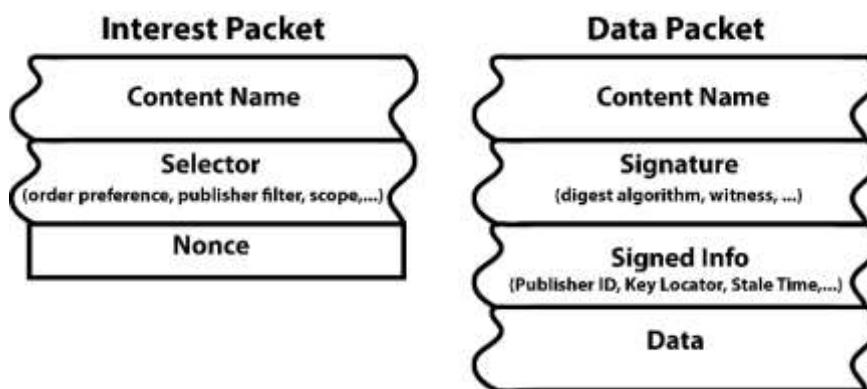 Interest Packet
Content Name
Selector
(order preference, publisher filter, scope,...)
Nonce
Data Packet
Content Name
Signature
(digest algorithm, witness, ...)
Signed Info
(Publisher ID, Key Locator, Stale Time,...)
Data